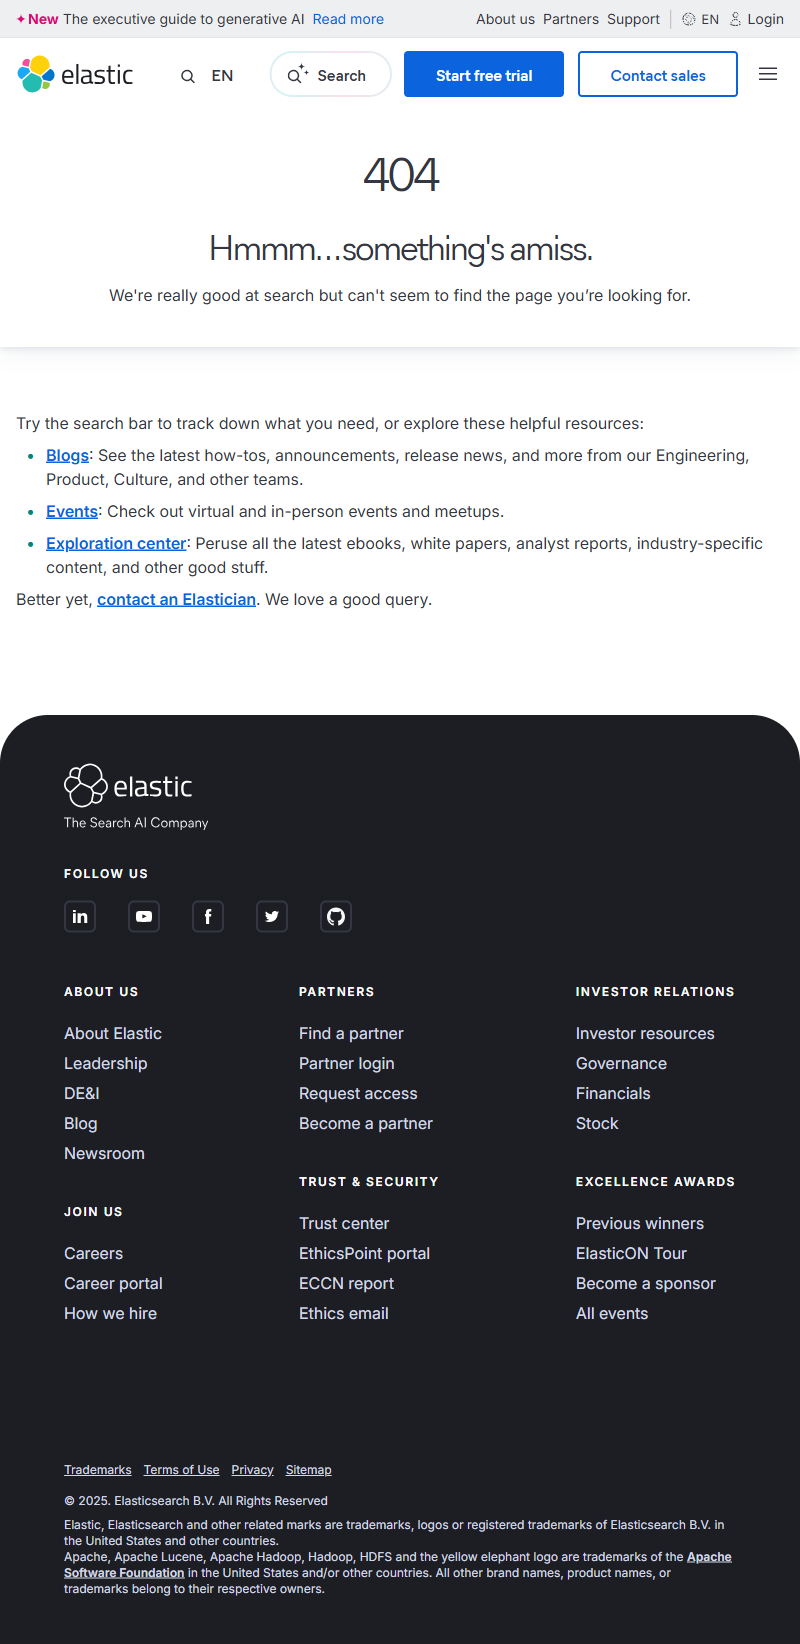 New The executive guide to generative AI Read more About us Partners Support EN Login
elastic EN Search Start free trial Contact sales
404
Hmmm…something's amiss.
We're really good at search but can't seem to find the page you’re looking for.
Try the search bar to track down what you need, or explore these helpful resources:
Blogs: See the latest how-tos, announcements, release news, and more from our Engineering,
Product, Culture, and other teams.
Events: Check out virtual and in-person events and meetups.
Exploration center: Peruse all the latest ebooks, white papers, analyst reports, industry-specific
content, and other good stuff.
Better yet, contact an Elastician. We love a good query.
elastic
The Search AI Company
FOLLOW US
ABOUT US
About Elastic
Leadership
DE&I
Blog
Newsroom
JOIN US
Careers
Career portal
How we hire
PARTNERS
Find a partner
Partner login
Request access
Become a partner
TRUST & SECURITY
Trust center
EthicsPoint portal
ECCN report
Ethics email
INVESTOR RELATIONS
Investor resources
Governance
Financials
Stock
EXCELLENCE AWARDS
Previous winners
ElasticON Tour
Become a sponsor
All events
Trademarks Terms of Use Privacy Sitemap
© 2025. Elasticsearch B.V. All Rights Reserved
Elastic, Elasticsearch and other related marks are trademarks, logos or registered trademarks of Elasticsearch B.V. in
the United States and other countries.
Apache, Apache Lucene, Apache Hadoop, Hadoop, HDFS and the yellow elephant logo are trademarks of the Apache
Software Foundation in the United States and/or other countries. All other brand names, product names, or
trademarks belong to their respective owners.